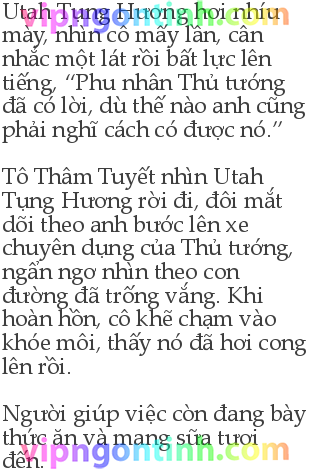 Utah Tụng Hương hơi nhíu
mày, nhìn cô mấy lần, cân
nhắc một lát rồi bất lực lên
tiếng, “Phu nhân Thủ tướng
đã có lời, dù thế nào anh cũng
phải nghĩ cách có được nó.”
Tô Thâm Tuyết nhìn Utah
Tụng Hương rời đi, đôi mắt
dõi theo anh bước lên xe
chuyên dụng của Thủ tướng,
ngẩn ngơ nhìn theo con
đường đã trống vắng. Khi
hoàn hồn, cô khẽ chạm vào
khóe môi, thấy nó đã hơi cong
lên rồi.
Người giúp việc còn đang bày
thức ăn và mang sữa tươi
đến.
vipngontinh.com
vipngontinh.com